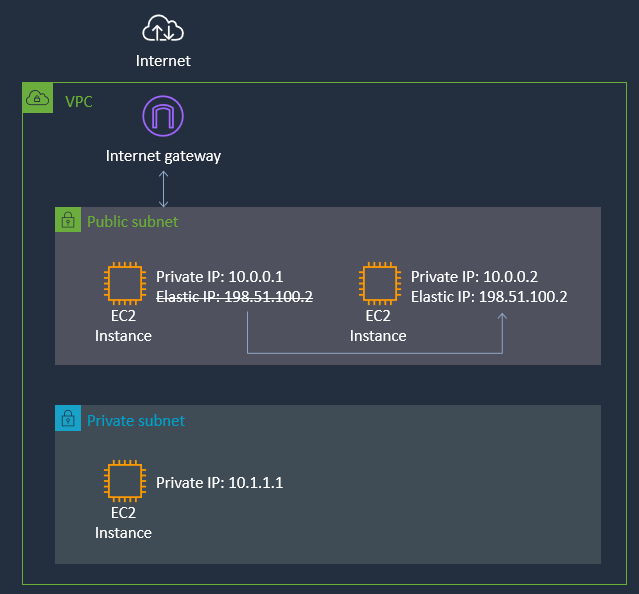 Internet
VPC
Internet gateway
Public subnet
Private IP: 10.0.0.1
Elastic IP: 198.51.100.2
EC2
Instance
Private IP: 10.0.0.2
Elastic IP: 198.51.100.2
EC2
Instance
Private subnet
Private IP: 10.1.1.1
EC2
Instance